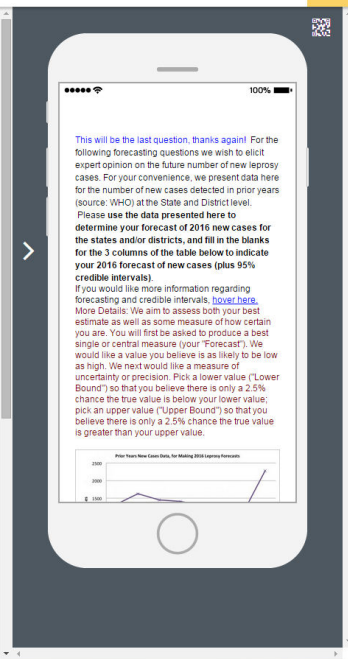 100%
This will be the last question, thanks again! For the
following forecasting questions we wish to elicit
expert opinion on the future number of new leprosy
cases. For your convenience, we present data here
for the number of new cases detected in prior years
(source: WHO) at the State and District level.
Please use the data presented here to
determine your forecast of 2016 new cases for
the states and/or districts, and fill in the blanks
for the 3 columns of the table below to indicate
your 2016 forecast of new cases (plus 95%
credible intervals).
If you would like more information regarding
forecasting and credible intervals, hover here.
More Details: We aim to assess both your best
estimate as well as some measure of how certain
you are. You will first be asked to produce a best
single or central measure (your "Forecast"). We
would like a value you believe is as likely to be low
as high. We next would like a measure of
uncertainty or precision. Pick a lower value ("Lower
Bound") so that you believe there is only a 2.5%
chance the true value is below your lower value;
pick an upper value ("Upper Bound") so that you
believe there is only a 2.5% chance the true value
is greater than your upper value.
Prior Years New Cases Data, for Making 2016 Leprosy Forecasts
2500
2000
1500